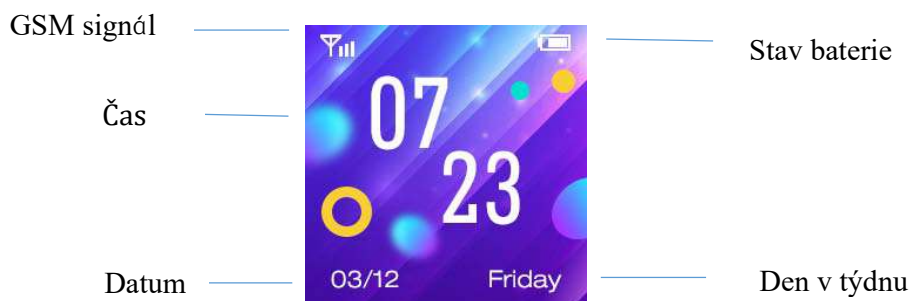 GSM signál
Stav baterie
Čas
07
23
Datum
03/12
Friday
Den v týdnu